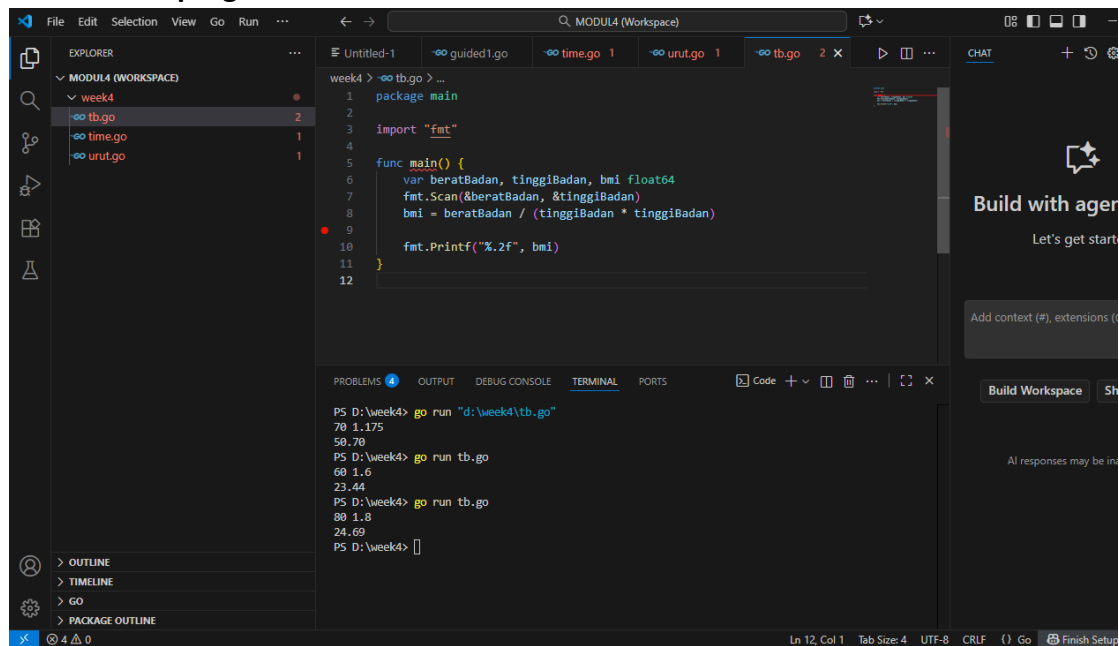 File Edit Selection View Go Run ··· MODUL4 (Workspace)
EXPLORER ···
MODUL4 (WORKSPACE)
week4
tb.go 2
time.go 1
urut.go 1
OUTLINE
TIMELINE
GO
PACKAGE OUTLINE
Untitled-1 guided1.go time.go 1 urut.go 1 tb.go 2
week4 > tb.go > ...
1 package main
2
3 import "fmt"
4
5 func main() {
6 var beratBadan, tinggiBadan, bmi float64
7 fmt.Scan(&beratBadan, &tinggiBadan)
8 bmi = beratBadan / (tinggiBadan * tinggiBadan)
9
10 fmt.Printf("%.2f", bmi)
11 }
12
PROBLEMS 4 OUTPUT DEBUG CONSOLE TERMINAL PORTS Code
PS D:\week4> go run "d:\week4\tb.go"
70 1.175
50.70
PS D:\week4> go run tb.go
60 1.6
23.44
PS D:\week4> go run tb.go
80 1.8
24.69
PS D:\week4>
CHAT
Build with agen
Let's get starte
Add context (#), extensions (
Build Workspace Sh
AI responses may be ina
4 0 Ln 12, Col 1 Tab Size: 4 UTF-8 CRLF {} Go Finish Setup